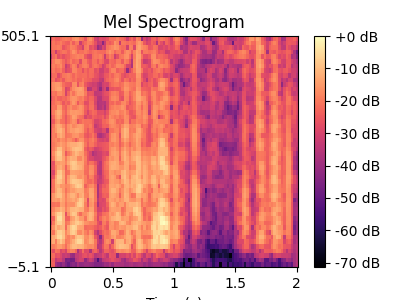 Mel Spectrogram
505.1
−5.1
0
0.5
1
1.5
2
+0 dB
-10 dB
-20 dB
-30 dB
-40 dB
-50 dB
-60 dB
-70 dB